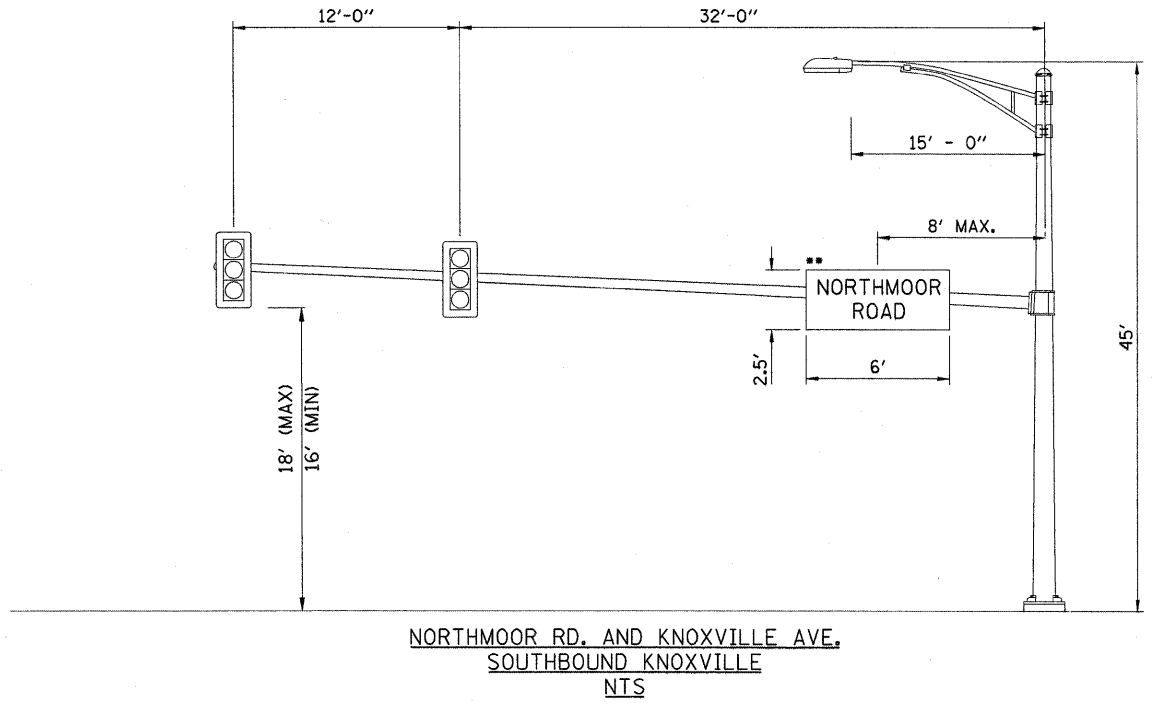 12'-0" 32'-0"
15' - 0"
8' MAX.
**
NORTHMOOR
ROAD
45'
2.5'
6'
18' (MAX)
16' (MIN)
NORTHMOOR RD. AND KNOXVILLE AVE.
SOUTHBOUND KNOXVILLE
NTS